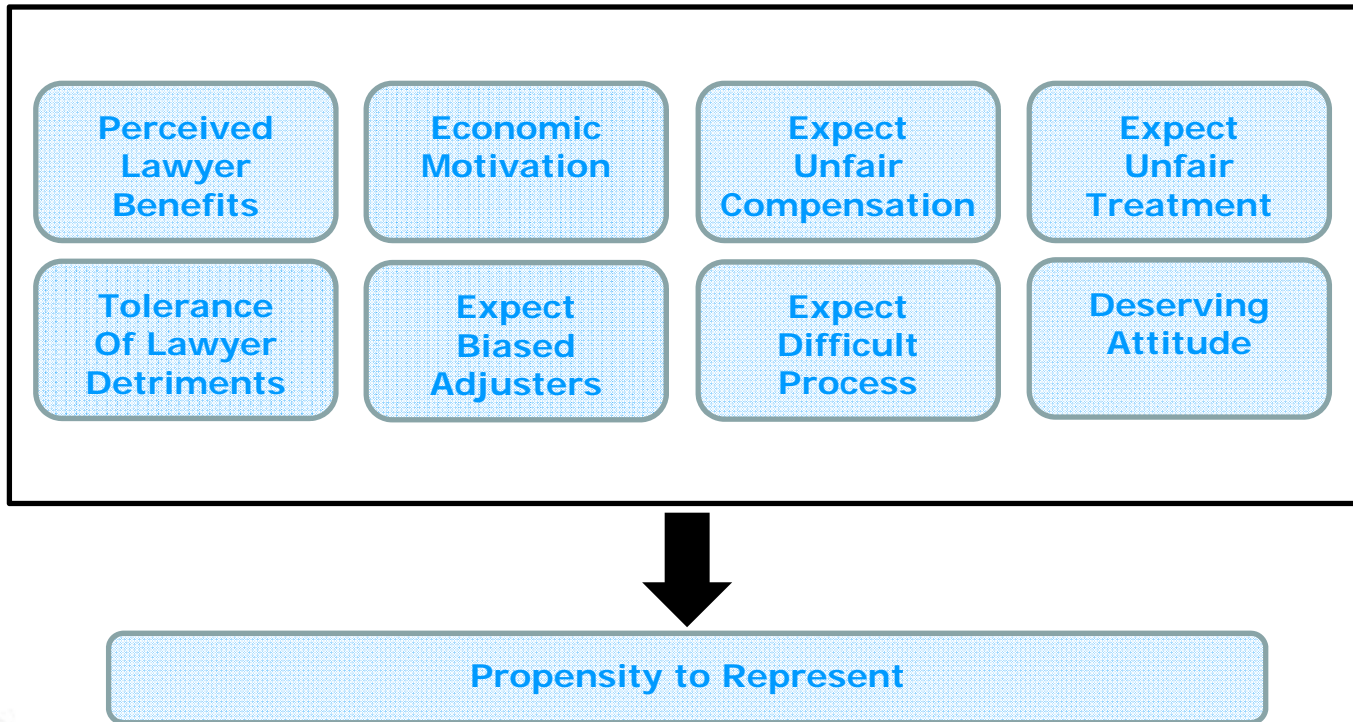 Perceived
Lawyer
Benefits
Economic
Motivation
Expect
Unfair
Compensation
Expect
Unfair
Treatment
Tolerance
Of Lawyer
Detriments
Expect
Biased
Adjusters
Expect
Difficult
Process
Deserving
Attitude
Propensity to Represent